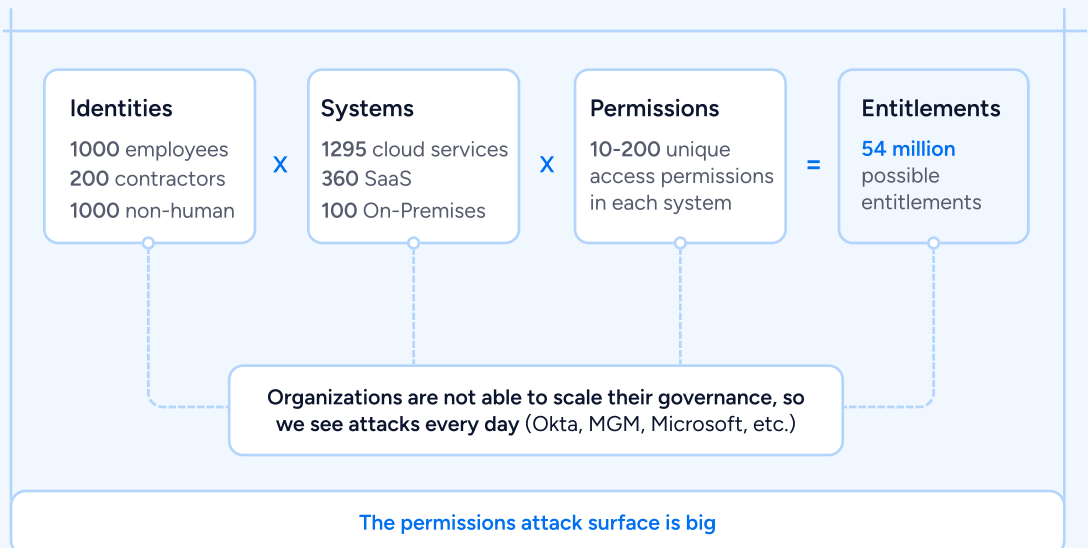 Identities
1000 employees
200 contractors
1000 non-human
x
Systems
1295 cloud services
360 SaaS
100 On-Premises
x
Permissions
10-200 unique
access permissions
in each system
=
Entitlements
54 million
possible
entitlements
Organizations are not able to scale their governance, so
we see attacks every day (Okta, MGM, Microsoft, etc.)
The permissions attack surface is big